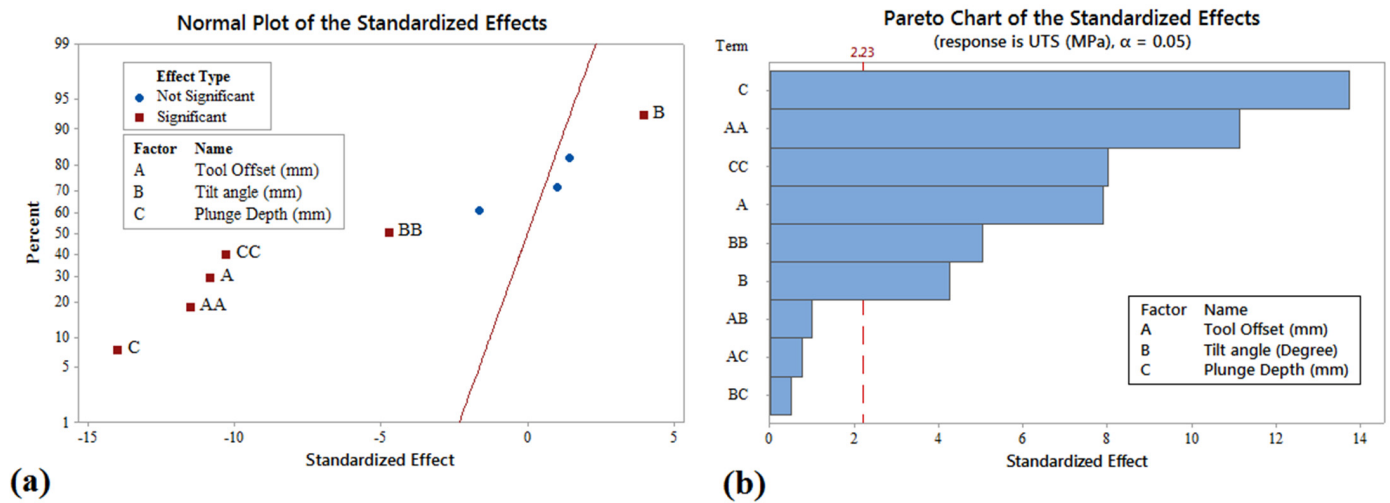 Normal Plot of the Standardized Effects
99
95
90
80
70
60
50
40
30
20
10
5
1
Percent
Effect Type
Not Significant
Significant
Factor Name
A Tool Offset (mm)
B Tilt angle (mm)
C Plunge Depth (mm)
B
BB
CC
A
AA
C
-15 -10 -5 0 5
Standardized Effect
(a)
Pareto Chart of the Standardized Effects
(response is UTS (MPa), α = 0.05)
Term
2.23
C
AA
CC
A
BB
B
AB
AC
BC
Factor Name
A Tool Offset (mm)
B Tilt angle (Degree)
C Plunge Depth (mm)
0 2 4 6 8 10 12 14
Standardized Effect
(b)